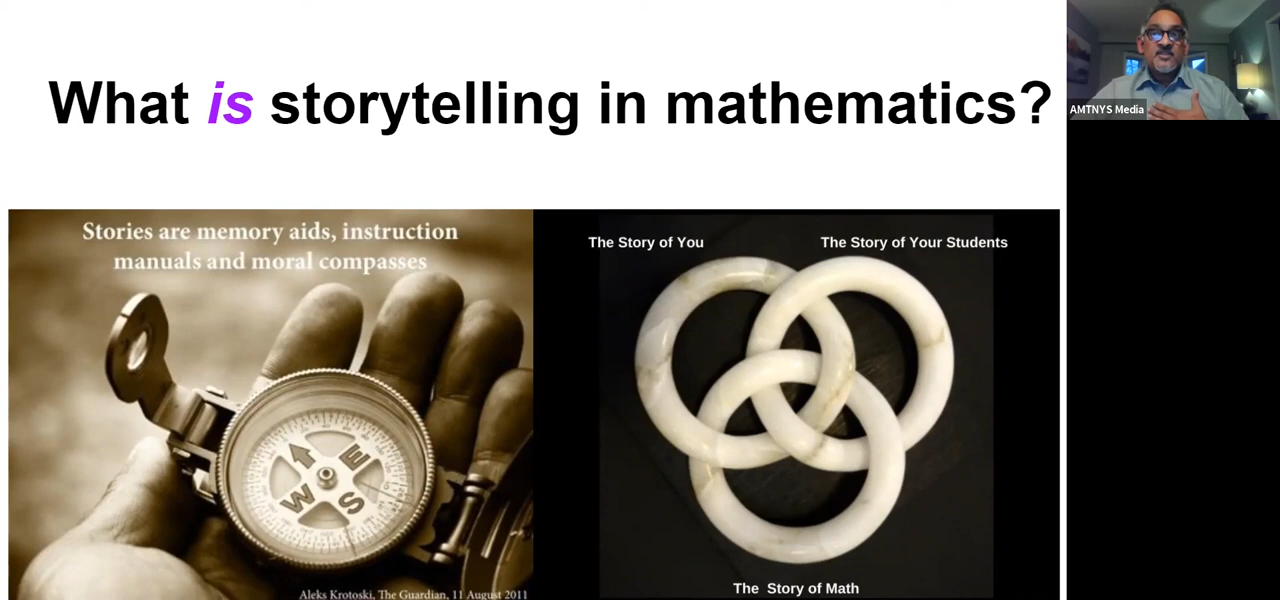 What is storytelling in mathematics?
AMTNYS Media
Stories are memory aids, instruction
manuals and moral compasses
W
E
S
Aleks Krotoski, The Guardian, 11 August 2011
The Story of You
The Story of Your Students
The Story of Math